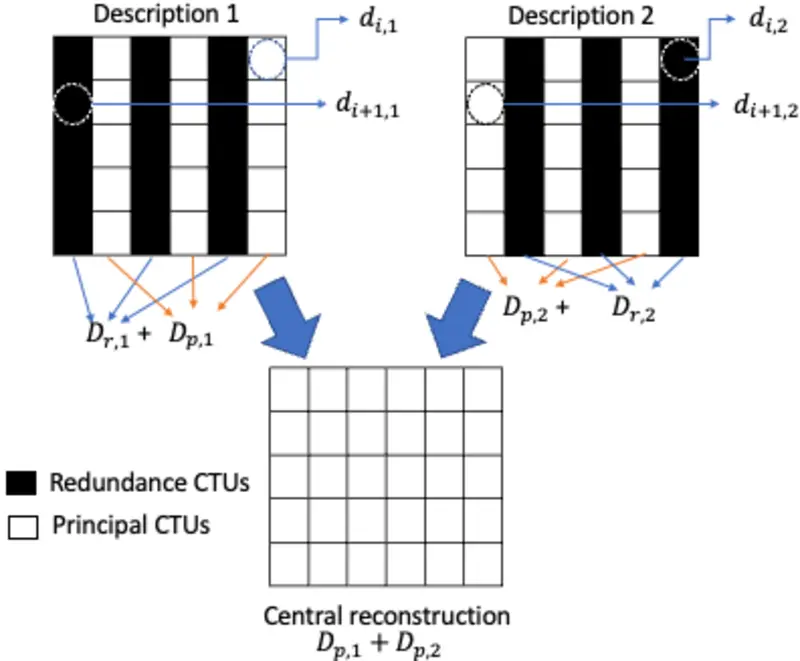 Description 1
Description 2
d_{i,1}
d_{i,2}
d_{i+1,1}
d_{i+1,2}
D_{r,1} + D_{p,1}
D_{p,2} + D_{r,2}
Redundance CTUs
Principal CTUs
Central reconstruction
D_{p,1} + D_{p,2}